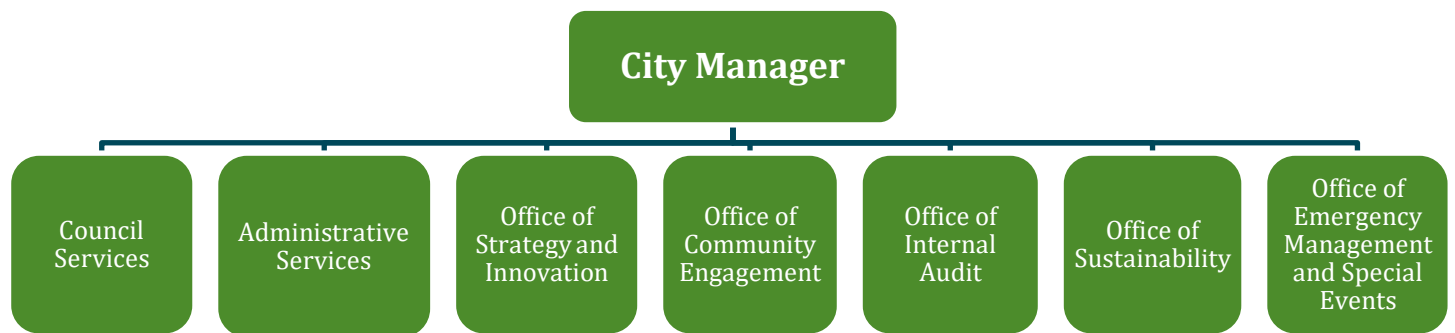 City Manager
Council
Services
Administrative
Services
Office of
Strategy and
Innovation
Office of
Community
Engagement
Office of
Internal
Audit
Office of
Sustainability
Office of
Emergency
Management
and Special
Events